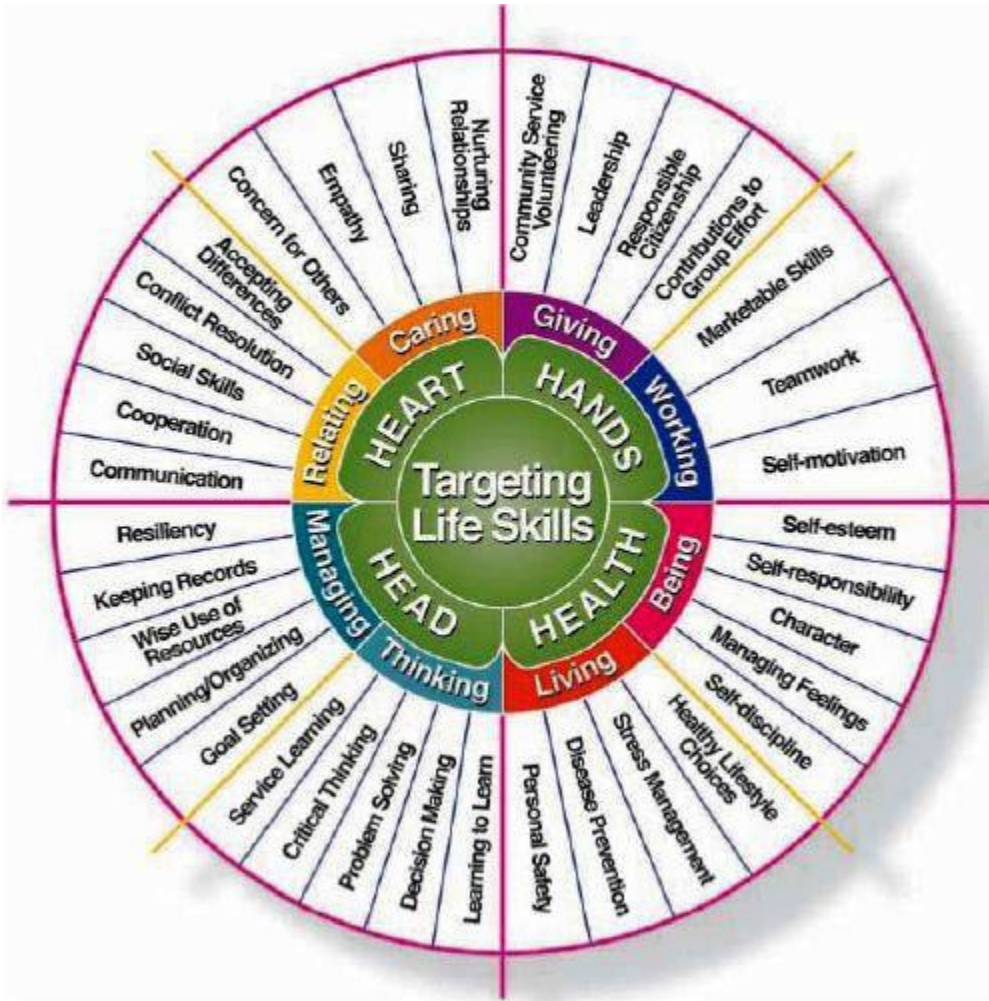 Targeting
Life Skills
HEART
HANDS
HEALTH
HEAD
Caring
Giving
Working
Being
Living
Thinking
Managing
Relating
Nurturing
Relationships
Sharing
Empathy
Concern for Others
Accepting
Differences
Conflict Resolution
Social Skills
Cooperation
Communication
Community Service
Volunteering
Leadership
Responsible
Citizenship
Contributions to
Group Effort
Marketable Skills
Teamwork
Self-motivation
Self-esteem
Self-responsibility
Character
Managing Feelings
Self-discipline
Healthy Lifestyle
Choices
Stress Management
Disease Prevention
Personal Safety
Learning to Learn
Decision Making
Problem Solving
Critical Thinking
Service Learning
Goal Setting
Planning/Organizing
Wise Use of
Resources
Keeping Records
Resiliency